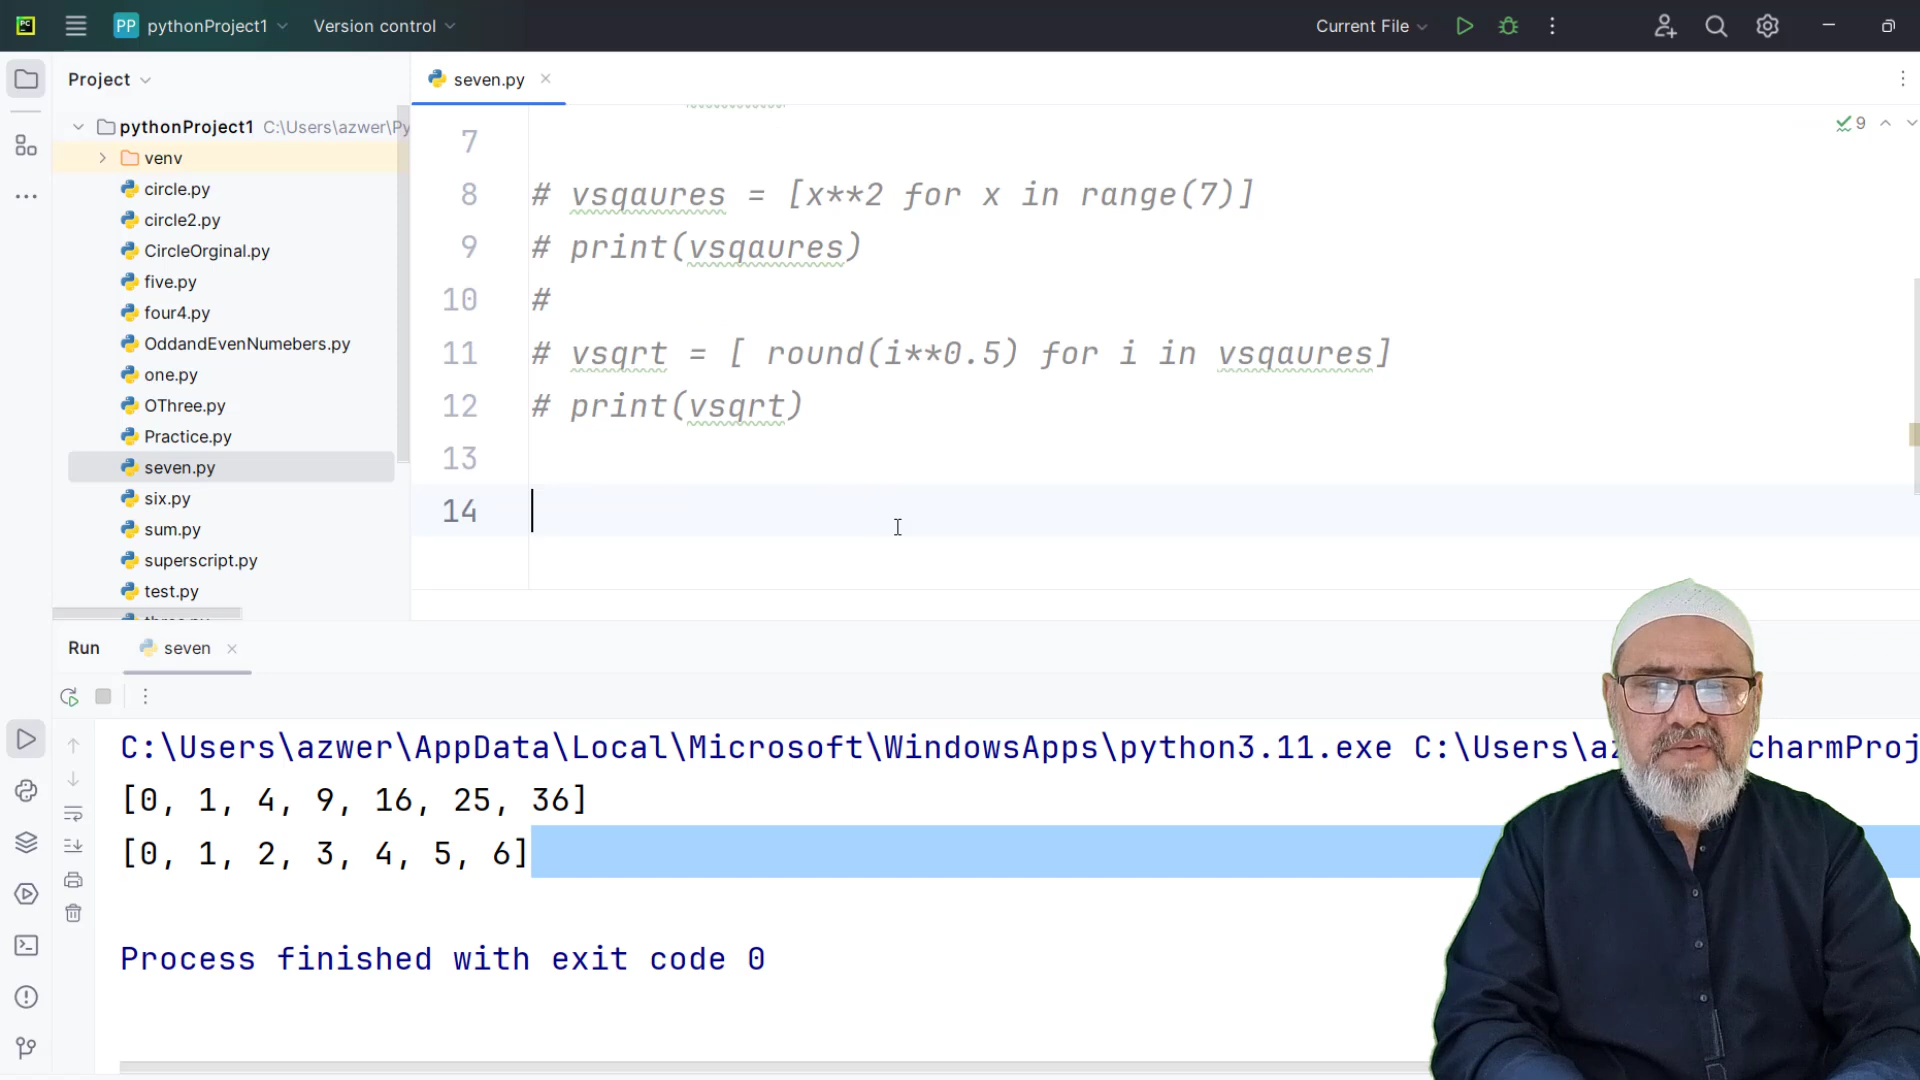 PC
PP pythonProject1 Version control Current File
Project
seven.py
pythonProject1 C:\Users\azwer\Py
venv
circle.py
circle2.py
CircleOrginal.py
five.py
four4.py
OddandEvenNumebers.py
one.py
OThree.py
Practice.py
seven.py
six.py
sum.py
superscript.py
test.py
9
7
8 # vsqaures = [x**2 for x in range(7)]
9 # print(vsqaures)
10 #
11 # vsqrt = [ round(i**0.5) for i in vsqaures]
12 # print(vsqrt)
13
14
Run seven
C:\Users\azwer\AppData\Local\Microsoft\WindowsApps\python3.11.exe C:\Users\az charmProj
[0, 1, 4, 9, 16, 25, 36]
[0, 1, 2, 3, 4, 5, 6]
Process finished with exit code 0